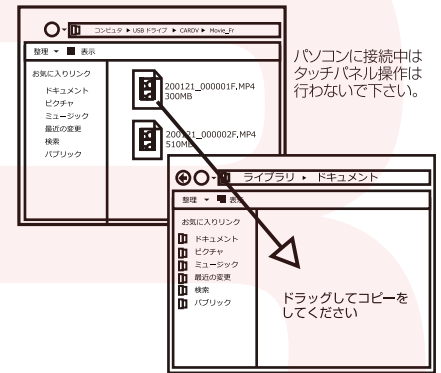 コンピュタ ▶ USB ドライブ ▶ CARDV ▶ Movie_Fr
整理 ▼ 表示
お気に入りリンク
ドキュメント
ピクチャ
ミュージック
最近の変更
検索
パブリック
200121_000001F.MP4
300MB
200121_000002F.MP4
510MB
パソコンに接続中は
タッチパネル操作は
行わないで下さい。
ライブラリ ▶ ドキュメント
整理 ▼ 表示
お気に入りリンク
ドキュメント
ピクチャ
ミュージック
最近の変更
検索
パブリック
ドラッグしてコピーを
してください